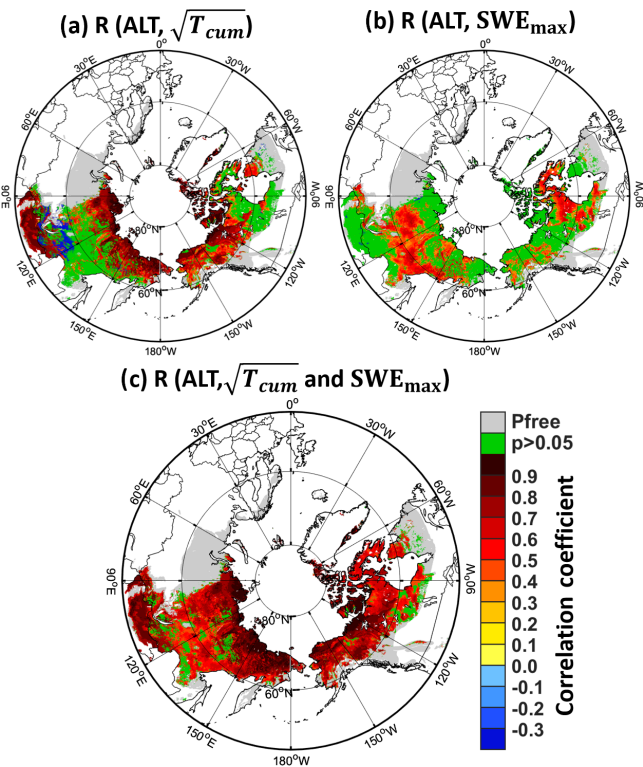 (a) R (ALT, √T_cum)
(b) R (ALT, SWE_max)
0°
30°E
60°E
90°E
120°E
150°E
180°W
150°W
120°W
90°W
60°W
30°W
80°N
60°N
0°
30°E
60°E
90°E
120°E
150°E
180°W
150°W
120°W
90°W
60°W
30°W
80°N
60°N
(c) R (ALT,√T_cum and SWE_max)
0°
30°E
60°E
90°E
120°E
150°E
180°W
150°W
120°W
90°W
60°W
30°W
80°N
60°N
Pfree
p>0.05
0.9
0.8
0.7
0.6
0.5
0.4
0.3
0.2
0.1
0.0
-0.1
-0.2
-0.3
Correlation coefficient